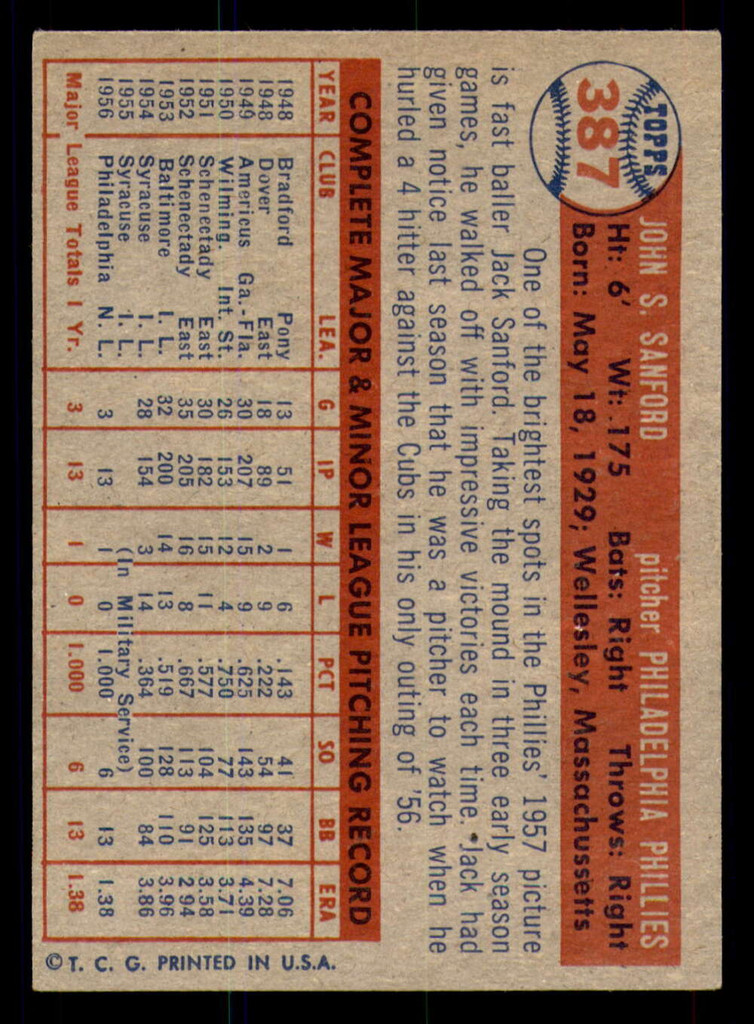 TOPPS
387
JOHN S. SANFORD pitcher PHILADELPHIA PHILLIES
Ht: 6' Wt: 175 Bats: Right Throws: Right
Born: May 18, 1929; Wellesley, Massachussetts
One of the brightest spots in the Phillies' 1957 picture
is fast baller Jack Sanford. Taking the mound in three early season
games, he walked off with impressive victories each time. Jack had
given notice last season that he was a pitcher to watch when he
hurled a 4 hitter against the Cubs in his only outing of '56.
COMPLETE MAJOR & MINOR LEAGUE PITCHING RECORD
YEAR CLUB LEA. G IP W L PCT SO BB ERA
1948 Bradford Pony 13 51 1 6 .143 41 37 7.06
1948 Dover East 18 89 2 9 .222 54 97 7.28
1949 Americus Ga.-Fla. 30 207 15 9 .625 143 135 4.39
1950 Wilming. Int. St. 26 153 12 4 .750 77 113 3.71
1951 Schenectady East 30 182 15 11 .577 104 125 3.58
1952 Schenectady East 35 205 16 8 .667 113 91 2.94
1953 Baltimore I. L. 32 200 14 13 .519 128 110 3.96
1954 Syracuse I. L. 28 154 3 14 .364 100 84 3.86
1955 Syracuse I. L. (In Military Service)
1956 Philadelphia N. L. 3 13 1 0 1.000 6 13 1.38
Major League Totals 1 Yr. 3 13 1 0 1.000 6 13 1.38
© T. C. G. PRINTED IN U.S.A.